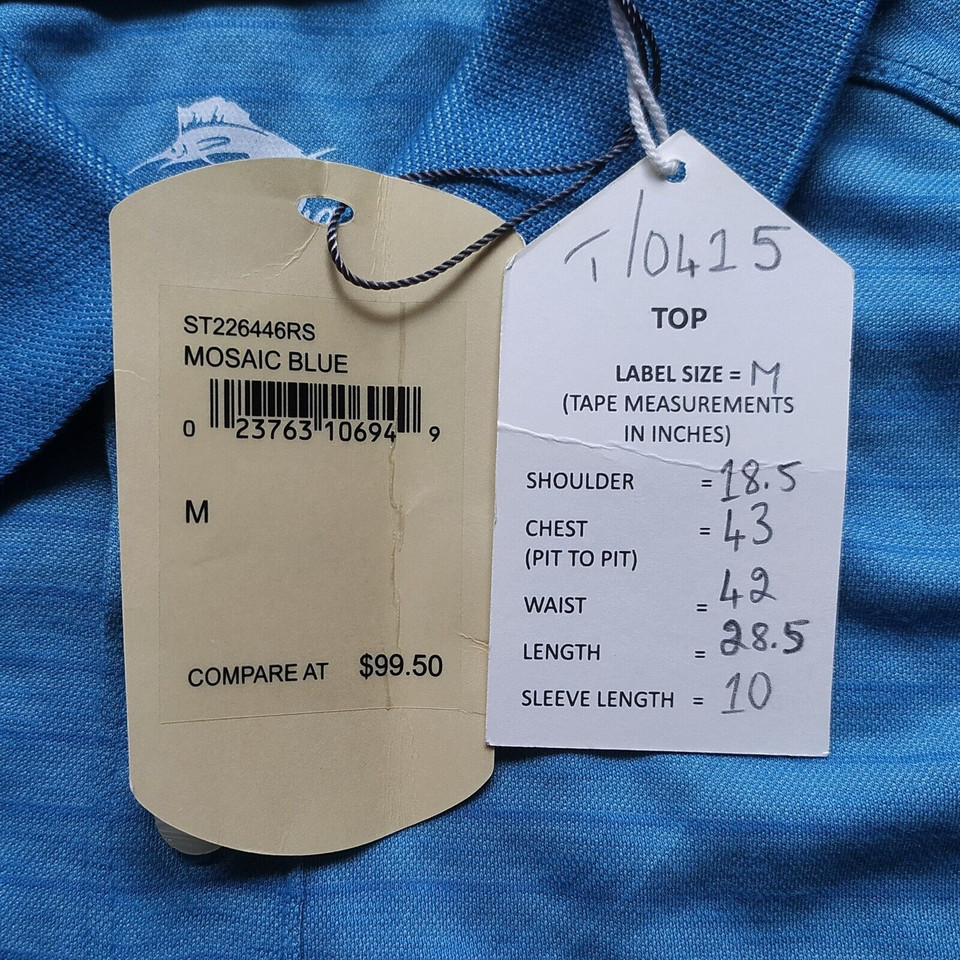 ST226446RS
MOSAIC BLUE
0 23763 10694 9
M
COMPARE AT $99.50
T/0415
TOP
LABEL SIZE = M
(TAPE MEASUREMENTS
IN INCHES)
SHOULDER = 18.5
CHEST = 43
(PIT TO PIT)
WAIST = 42
LENGTH = 28.5
SLEEVE LENGTH = 10